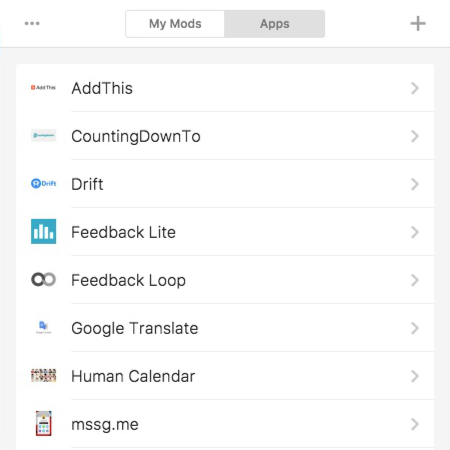 My Mods Apps
AddThis AddThis
CountingDownTo
Drift Drift
Feedback Lite
Feedback Loop
Google Translate
Human Calendar
mssg.me